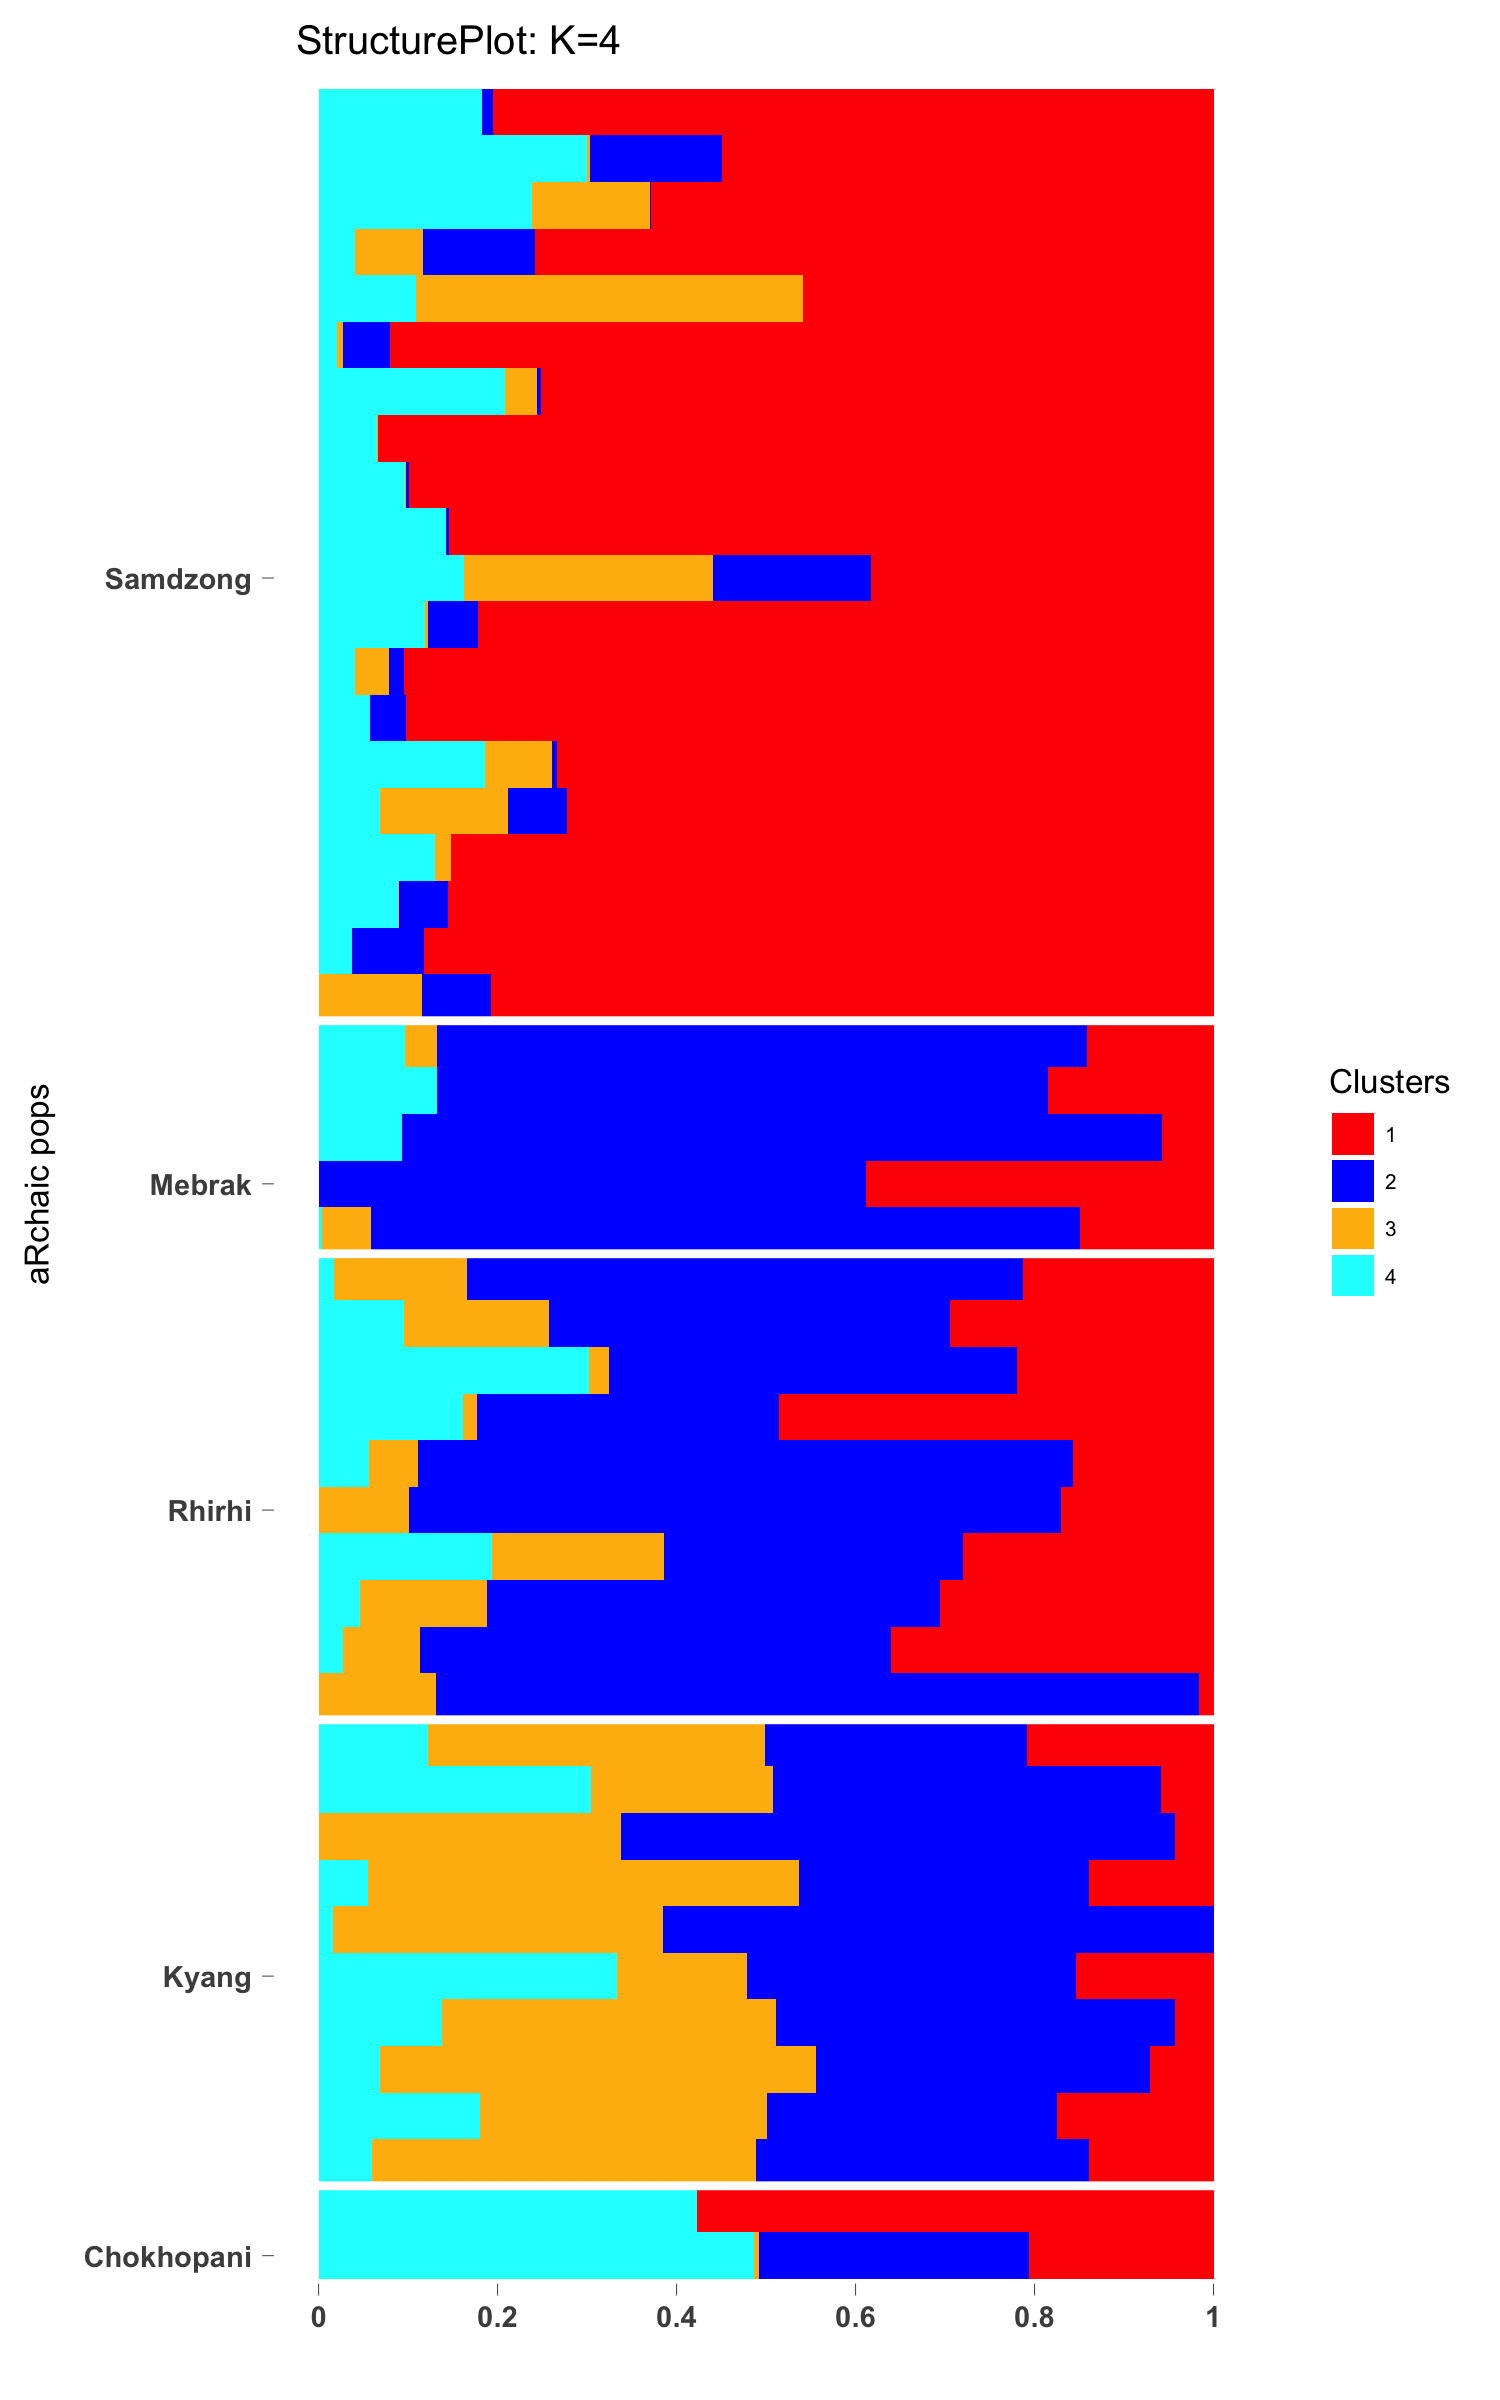 StructurePlot: K=4
Samdzong
Mebrak
Rhirhi
Kyang
Chokhopani
aRchaic pops
0 0.2 0.4 0.6 0.8 1
Clusters
1
2
3
4